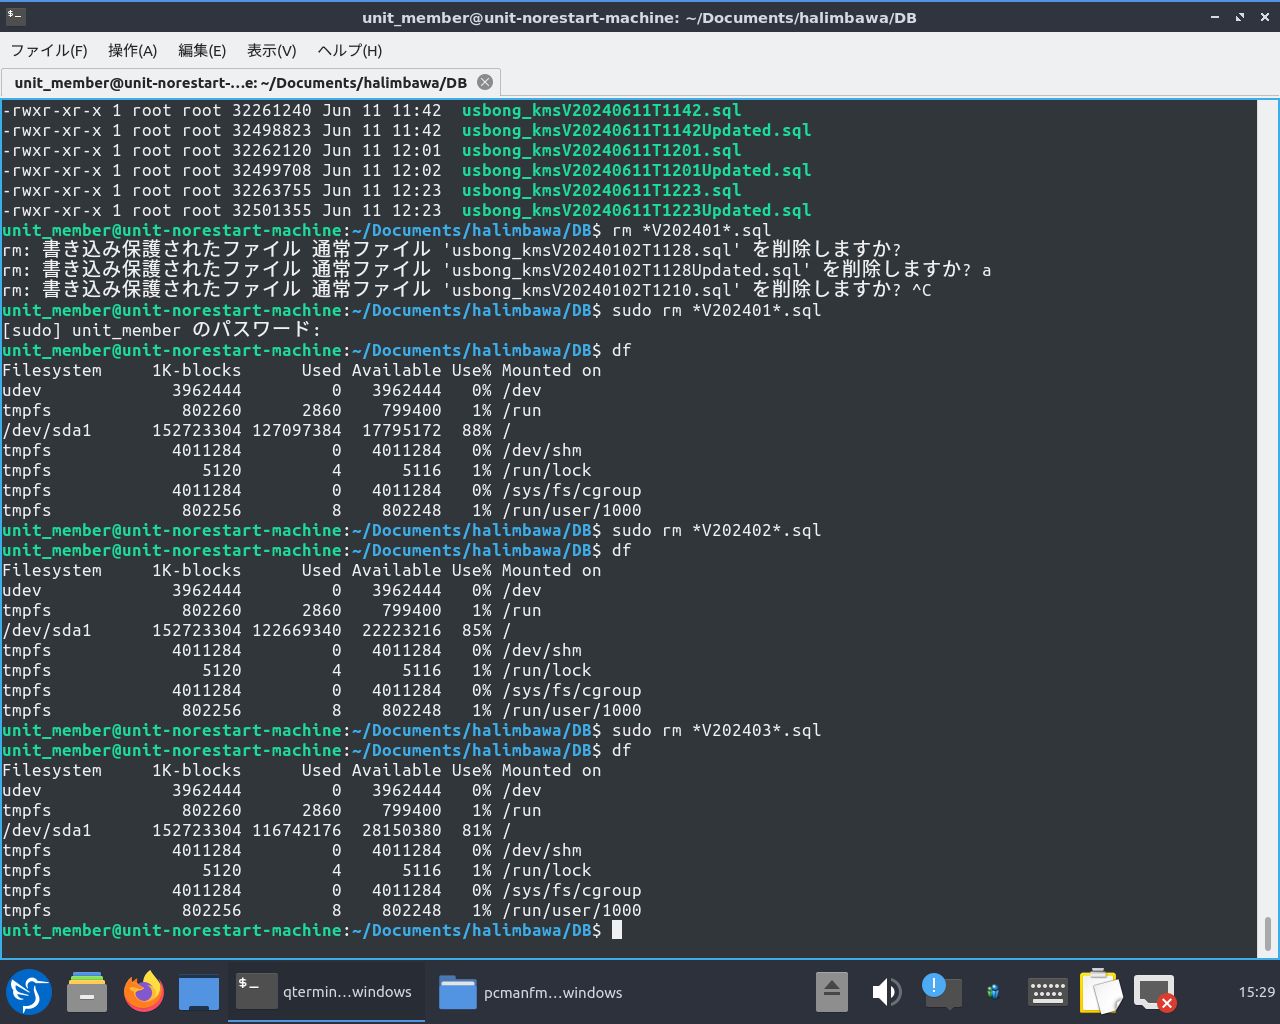 unit_member@unit-norestart-machine: ~/Documents/halimbawa/DB
ファイル(F) 操作(A) 編集(E) 表示(V) ヘルプ(H)
unit_member@unit-norestart-...e: ~/Documents/halimbawa/DB
-rwxr-xr-x 1 root root 32261240 Jun 11 11:42  usbong_kmsV20240611T1142.sql
-rwxr-xr-x 1 root root 32498823 Jun 11 11:42  usbong_kmsV20240611T1142Updated.sql
-rwxr-xr-x 1 root root 32262120 Jun 11 12:01  usbong_kmsV20240611T1201.sql
-rwxr-xr-x 1 root root 32499708 Jun 11 12:02  usbong_kmsV20240611T1201Updated.sql
-rwxr-xr-x 1 root root 32263755 Jun 11 12:23  usbong_kmsV20240611T1223.sql
-rwxr-xr-x 1 root root 32501355 Jun 11 12:23  usbong_kmsV20240611T1223Updated.sql
unit_member@unit-norestart-machine:~/Documents/halimbawa/DB$ rm *V202401*.sql
rm: 書き込み保護されたファイル 通常ファイル 'usbong_kmsV20240102T1128.sql' を削除しますか?
rm: 書き込み保護されたファイル 通常ファイル 'usbong_kmsV20240102T1128Updated.sql' を削除しますか? a
rm: 書き込み保護されたファイル 通常ファイル 'usbong_kmsV20240102T1210.sql' を削除しますか? ^C
unit_member@unit-norestart-machine:~/Documents/halimbawa/DB$ sudo rm *V202401*.sql
[sudo] unit_member のパスワード:
unit_member@unit-norestart-machine:~/Documents/halimbawa/DB$ df
Filesystem     1K-blocks      Used Available Use% Mounted on
udev             3962444         0   3962444   0% /dev
tmpfs             802260      2860    799400   1% /run
/dev/sda1      152723304 127097384  17795172  88% /
tmpfs            4011284         0   4011284   0% /dev/shm
tmpfs               5120         4      5116   1% /run/lock
tmpfs            4011284         0   4011284   0% /sys/fs/cgroup
tmpfs             802256         8    802248   1% /run/user/1000
unit_member@unit-norestart-machine:~/Documents/halimbawa/DB$ sudo rm *V202402*.sql
unit_member@unit-norestart-machine:~/Documents/halimbawa/DB$ df
Filesystem     1K-blocks      Used Available Use% Mounted on
udev             3962444         0   3962444   0% /dev
tmpfs             802260      2860    799400   1% /run
/dev/sda1      152723304 122669340  22223216  85% /
tmpfs            4011284         0   4011284   0% /dev/shm
tmpfs               5120         4      5116   1% /run/lock
tmpfs            4011284         0   4011284   0% /sys/fs/cgroup
tmpfs             802256         8    802248   1% /run/user/1000
unit_member@unit-norestart-machine:~/Documents/halimbawa/DB$ sudo rm *V202403*.sql
unit_member@unit-norestart-machine:~/Documents/halimbawa/DB$ df
Filesystem     1K-blocks      Used Available Use% Mounted on
udev             3962444         0   3962444   0% /dev
tmpfs             802260      2860    799400   1% /run
/dev/sda1      152723304 116742176  28150380  81% /
tmpfs            4011284         0   4011284   0% /dev/shm
tmpfs               5120         4      5116   1% /run/lock
tmpfs            4011284         0   4011284   0% /sys/fs/cgroup
tmpfs             802256         8    802248   1% /run/user/1000
unit_member@unit-norestart-machine:~/Documents/halimbawa/DB$
qtermin...windows pcmanfm...windows 15:29